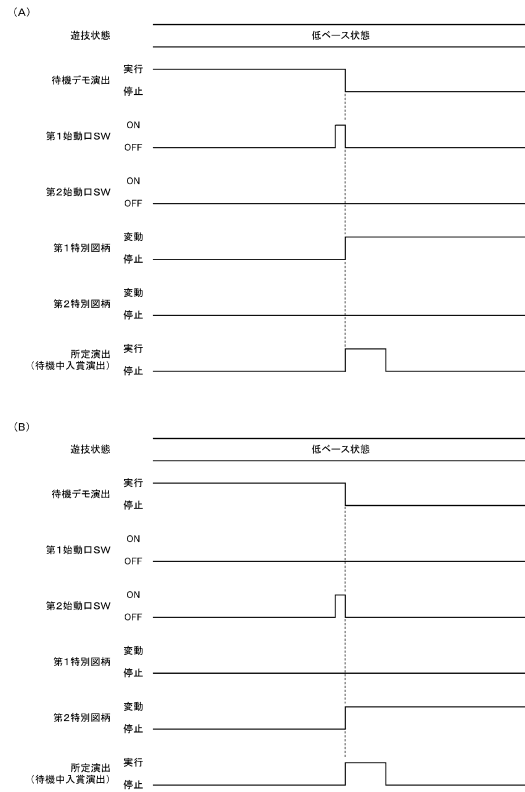 （A）
遊技状態
低ベース状態
待機デモ演出
実行
停止
第１始動口SW
ON
OFF
第２始動口SW
ON
OFF
第１特別図柄
変動
停止
第２特別図柄
変動
停止
所定演出
（待機中入賞演出）
実行
停止
（B）
遊技状態
低ベース状態
待機デモ演出
実行
停止
第１始動口SW
ON
OFF
第２始動口SW
ON
OFF
第１特別図柄
変動
停止
第２特別図柄
変動
停止
所定演出
（待機中入賞演出）
実行
停止